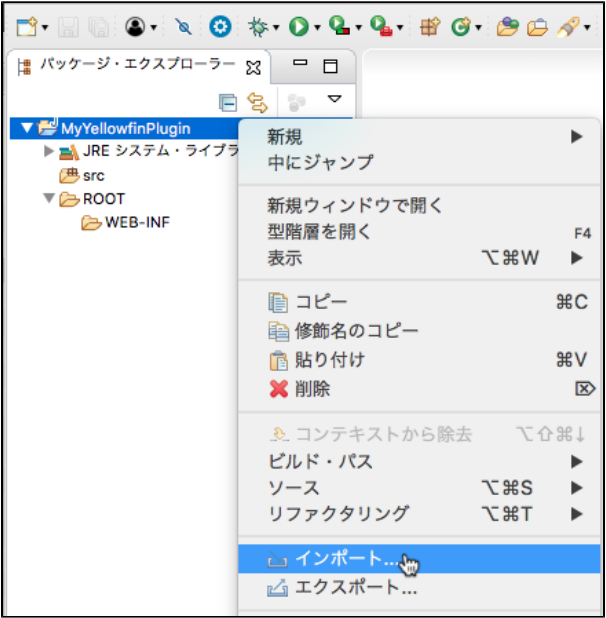 パッケージ・エクスプローラー
MyYellowfinPlugin
JRE システム・ライブラ
src
ROOT
WEB-INF
新規
中にジャンプ
新規ウィンドウで開く
型階層を開く F4
表示 ⌥⌘W
コピー ⌘C
修飾名のコピー
貼り付け ⌘V
削除 ⌦
コンテキストから除去 ⌥⇧⌘↓
ビルド・パス
ソース ⌥⌘S
リファクタリング ⌥⌘T
インポート...
エクスポート...